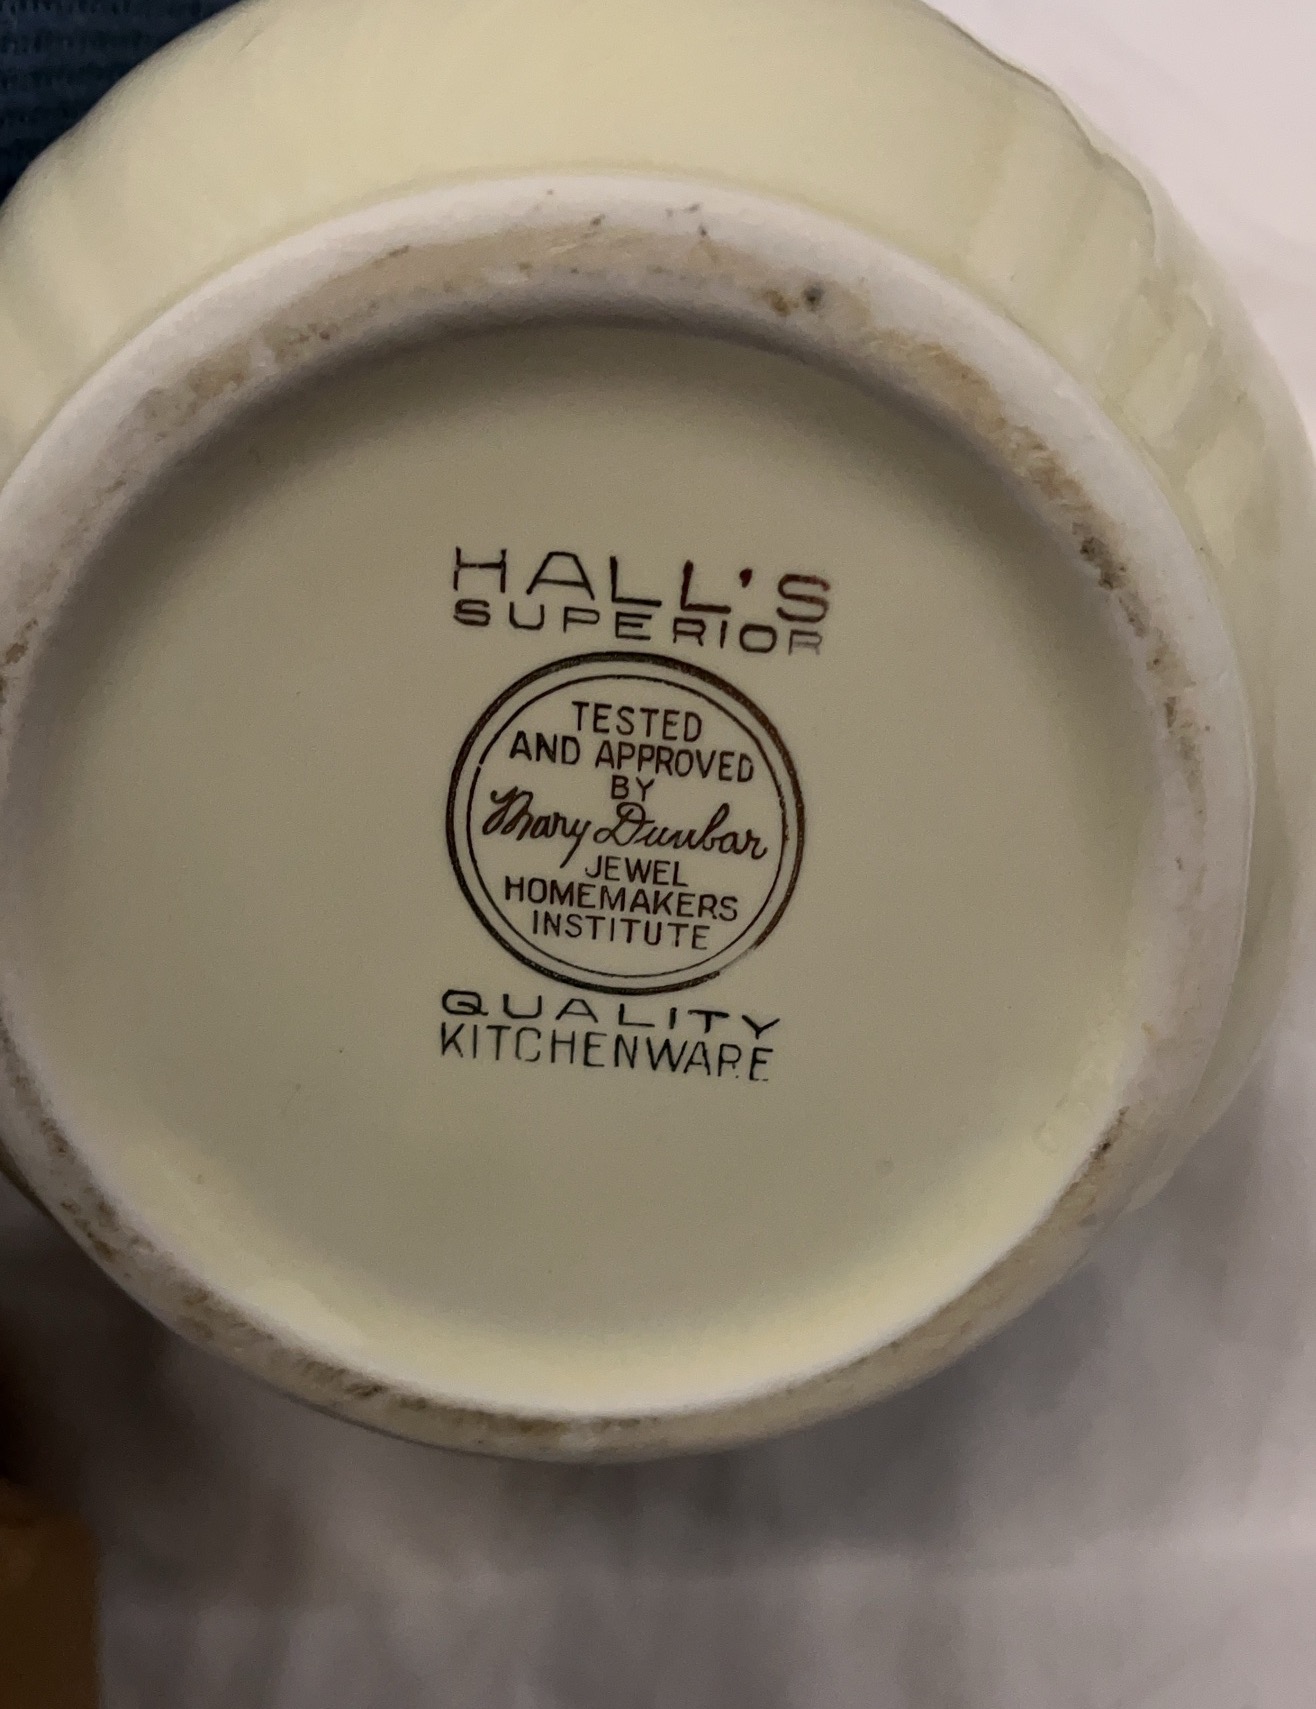 HALL'S
SUPERIOR
TESTED
AND APPROVED
BY
Mary Dunbar
JEWEL
HOMEMAKERS
INSTITUTE
QUALITY
KITCHENWARE